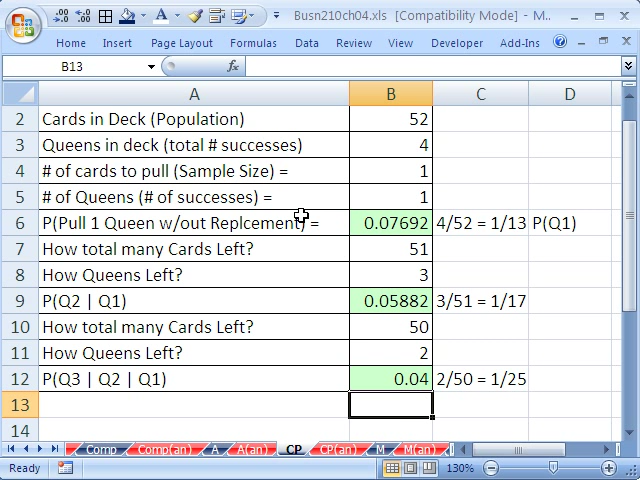 Busn210ch04.xls [Compatibility Mode] - M..
Home Insert Page Layout Formulas Data Review View Developer Add-Ins
B13 fx
A B C D
2 Cards in Deck (Population) 52
3 Queens in deck (total # successes) 4
4 # of cards to pull (Sample Size) = 1
5 # of Queens (# of successes) = 1
6 P(Pull 1 Queen w/out Replcement) = 0.07692 4/52 = 1/13 P(Q1)
7 How total many Cards Left? 51
8 How Queens Left? 3
9 P(Q2 | Q1) 0.05882 3/51 = 1/17
10 How total many Cards Left? 50
11 How Queens Left? 2
12 P(Q3 | Q2 | Q1) 0.04 2/50 = 1/25
13
14
Comp Comp(an) A A(an) CP CP(an) M M(an)
Ready 130%